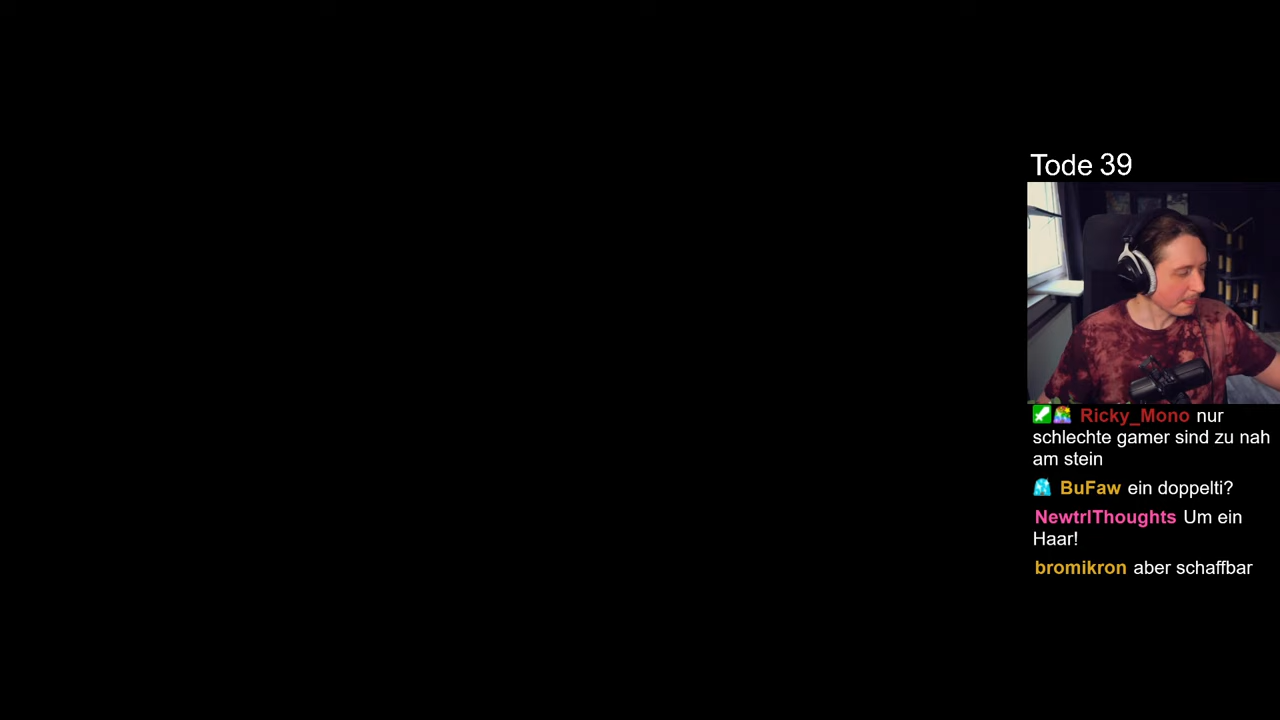 Tode 39
Ricky_Mono nur
schlechte gamer sind zu nah
am stein
BuFaw ein doppelti?
NewtrlThoughts Um ein
Haar!
bromikron aber schaffbar